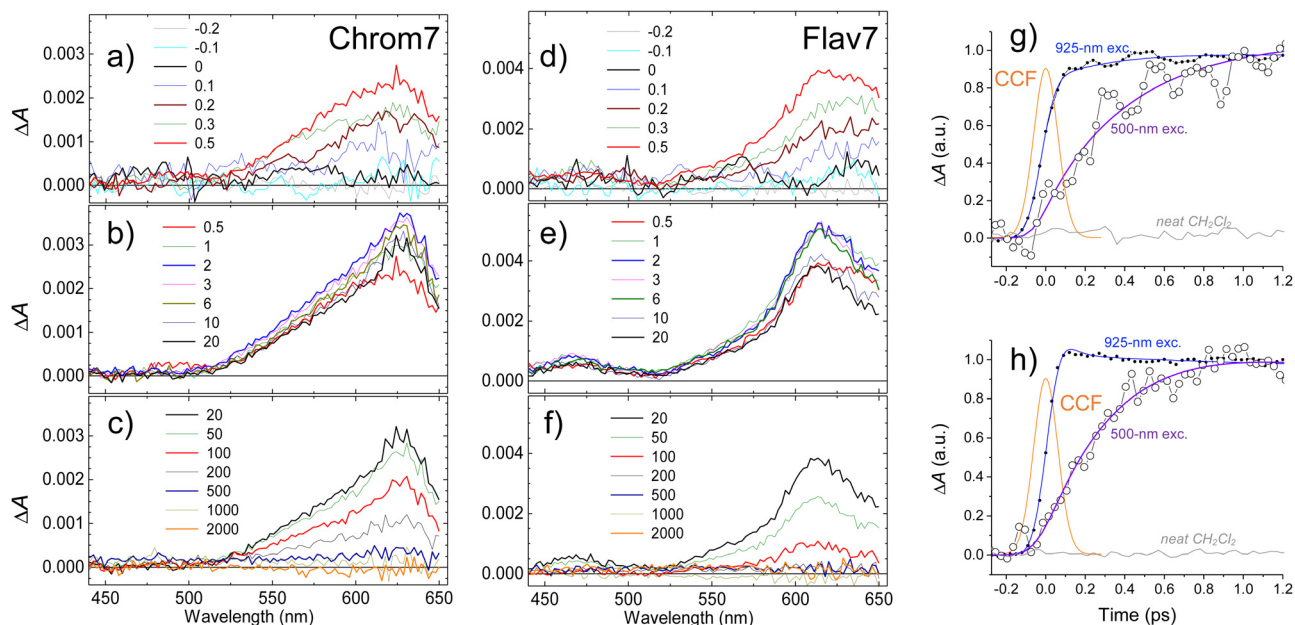 a)
Chrom7
-0.2
-0.1
0
0.1
0.2
0.3
0.5
ΔA
0.003
0.002
0.001
0.000
b)
0.5
1
2
3
6
10
20
ΔA
0.003
0.002
0.001
0.000
c)
20
50
100
200
500
1000
2000
ΔA
0.003
0.002
0.001
0.000
450 500 550 600 650
Wavelength (nm)
d)
Flav7
-0.2
-0.1
0
0.1
0.2
0.3
0.5
0.004
0.002
0.000
e)
0.5
1
2
3
6
10
20
0.004
0.002
0.000
f)
20
50
100
200
500
1000
2000
0.004
0.002
0.000
450 500 550 600 650
Wavelength (nm)
g)
925-nm exc.
CCF
500-nm exc.
neat CH₂Cl₂
ΔA (a.u.)
1.0
0.8
0.6
0.4
0.2
0.0
-0.2 0.0 0.2 0.4 0.6 0.8 1.0 1.2
h)
925-nm exc.
CCF
500-nm exc.
neat CH₂Cl₂
ΔA (a.u.)
1.0
0.8
0.6
0.4
0.2
0.0
-0.2 0.0 0.2 0.4 0.6 0.8 1.0 1.2
Time (ps)